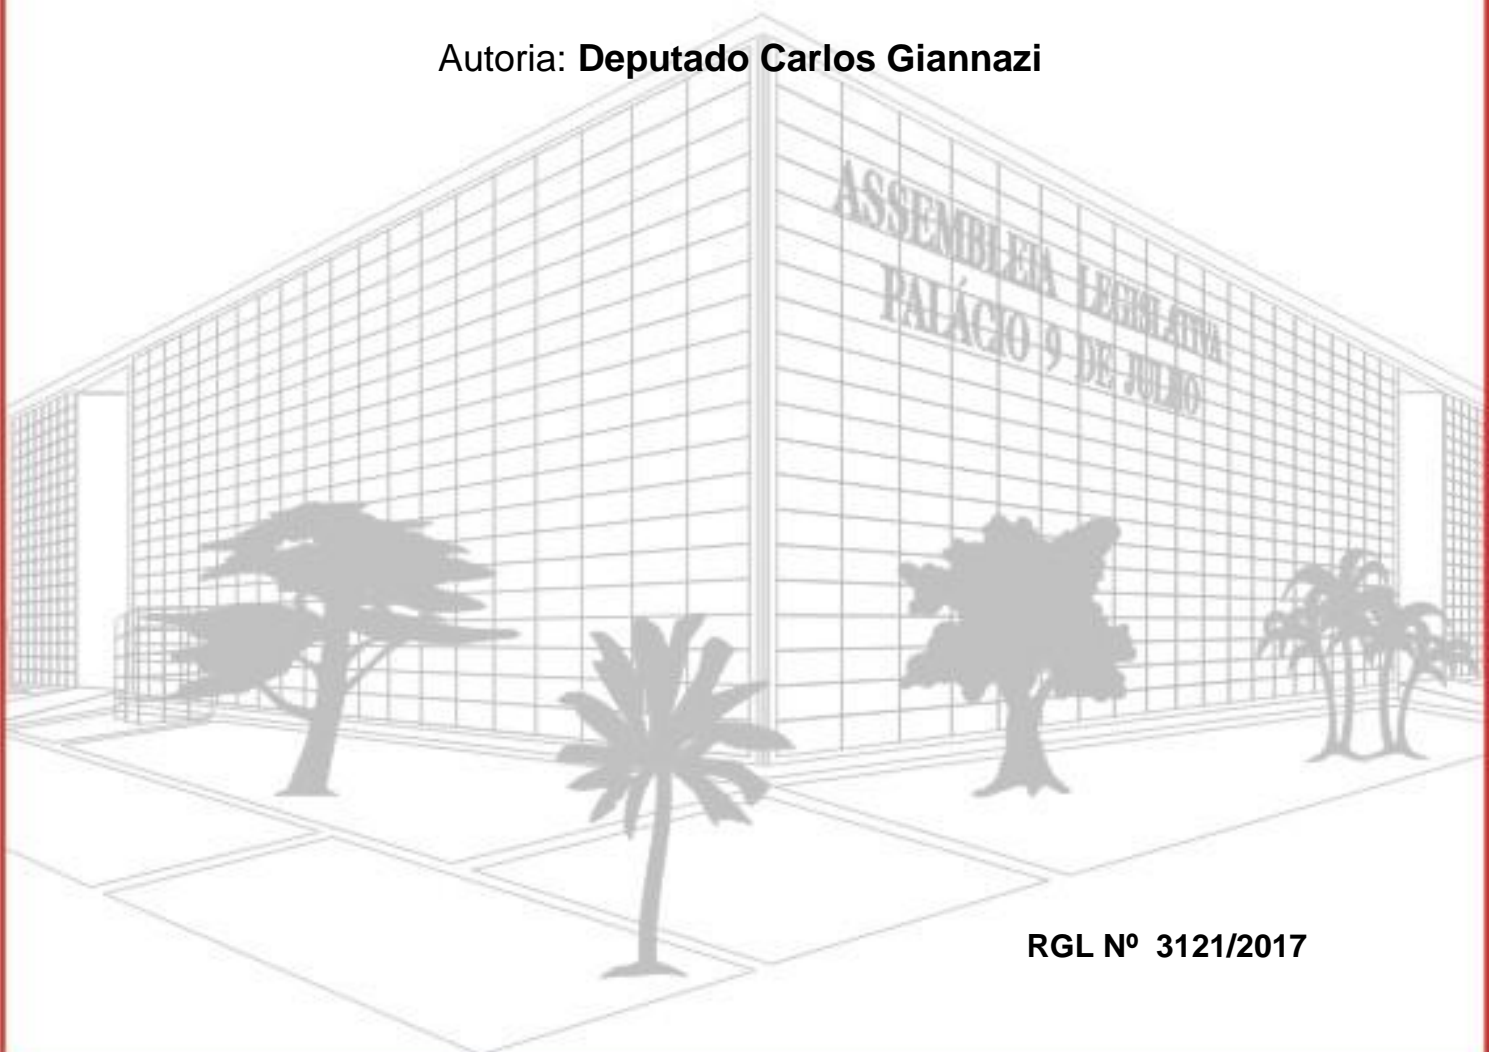 Autoria: Deputado Carlos Giannazi
ASSEMBLEIA LEGISLATIVA
PALÁCIO 9 DE JULHO
RGL Nº 3121/2017